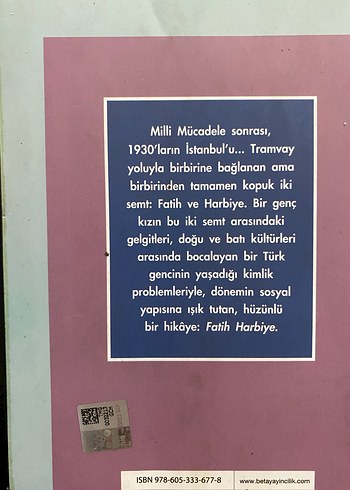 Milli Mücadele sonrası,
1930'ların İstanbul'u... Tramvay
yoluyla birbirine bağlanan ama
birbirinden tamamen kopuk iki
semt: Fatih ve Harbiye. Bir genç
kızın bu iki semt arasındaki
gelgitleri, doğu ve batı kültürleri
arasında bocalayan bir Türk
gencinin yaşadığı kimlik
problemleriyle, dönemin sosyal
yapısına ışık tutan, hüzünlü
bir hikâye: Fatih Harbiye.
ISBN 978-605-333-677-8
www.betayayincilik.com